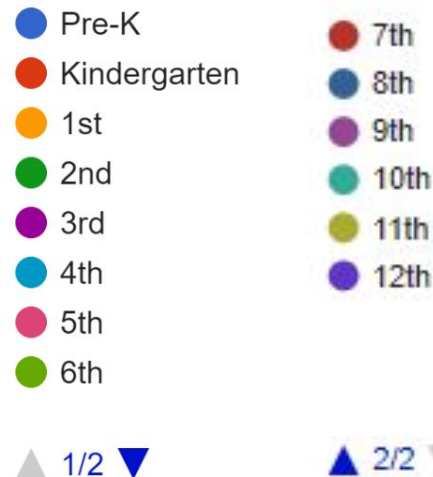 Pre-K
Kindergarten
1st
2nd
3rd
4th
5th
6th
1/2
7th
8th
9th
10th
11th
12th
2/2